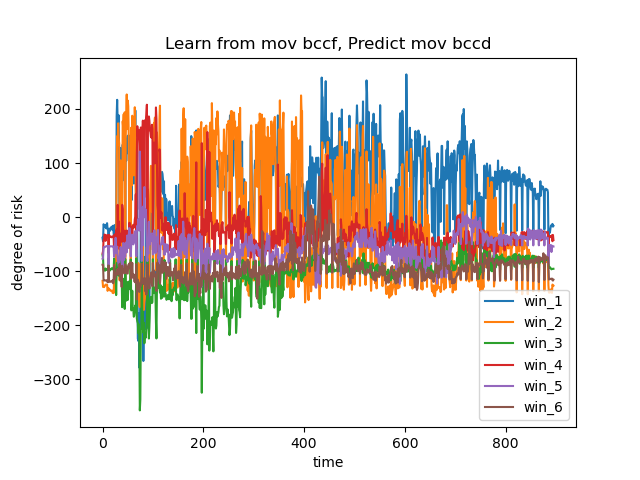 Learn from mov bccf, Predict mov bccd
degree of risk
200
100
0
−100
−200
−300
0 200 400 600 800
time
win_1
win_2
win_3
win_4
win_5
win_6